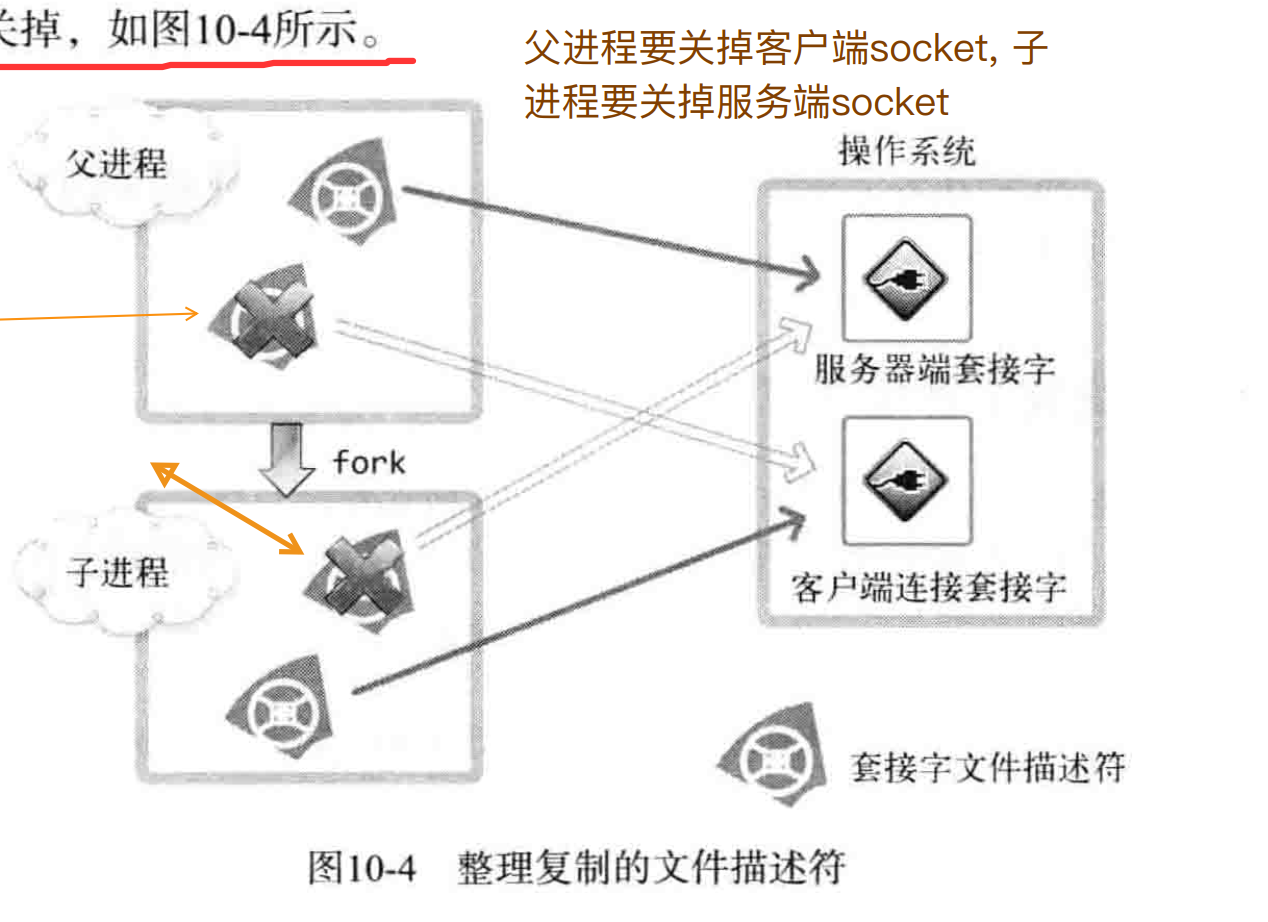 关掉，如图10-4所示。
父进程要关掉客户端socket, 子
进程要关掉服务端socket
操作系统
父进程
服务器端套接字
fork
子进程
客户端连接套接字
套接字文件描述符
图10-4 整理复制的文件描述符